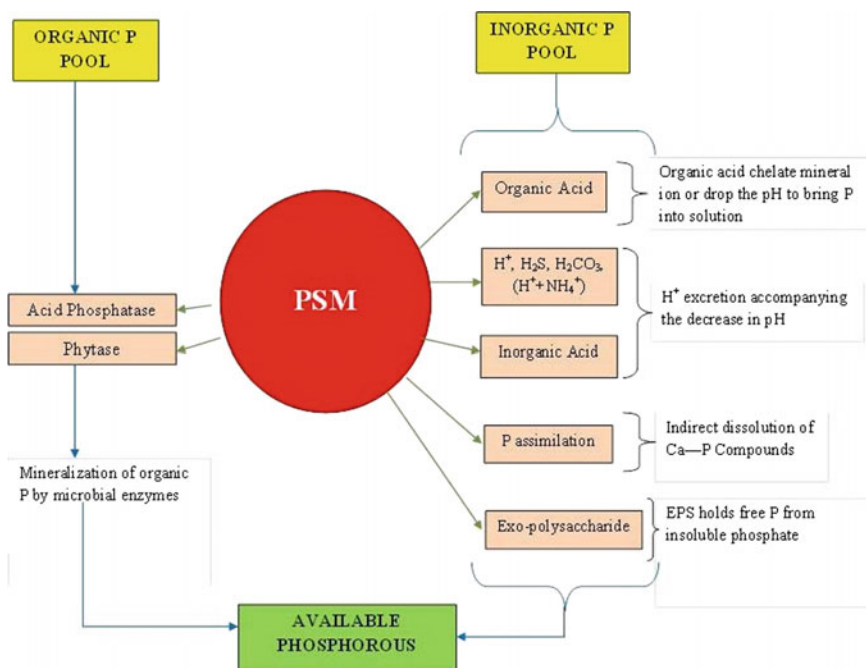 ORGANIC P
POOL
INORGANIC P
POOL
PSM
Acid Phosphatase
Phytase
Mineralization of organic
P by microbial enzymes
Organic Acid
Organic acid chelate mineral
ion or drop the pH to bring P
into solution
H⁺, H₂S, H₂CO₃,
(H⁺+ NH₄⁺)
Inorganic Acid
H⁺ excretion accompanying
the decrease in pH
P assimilation
Indirect dissolution of
Ca—P Compounds
Exo-polysaccharide
EPS holds free P from
insoluble phosphate
AVAILABLE
PHOSPHOROUS